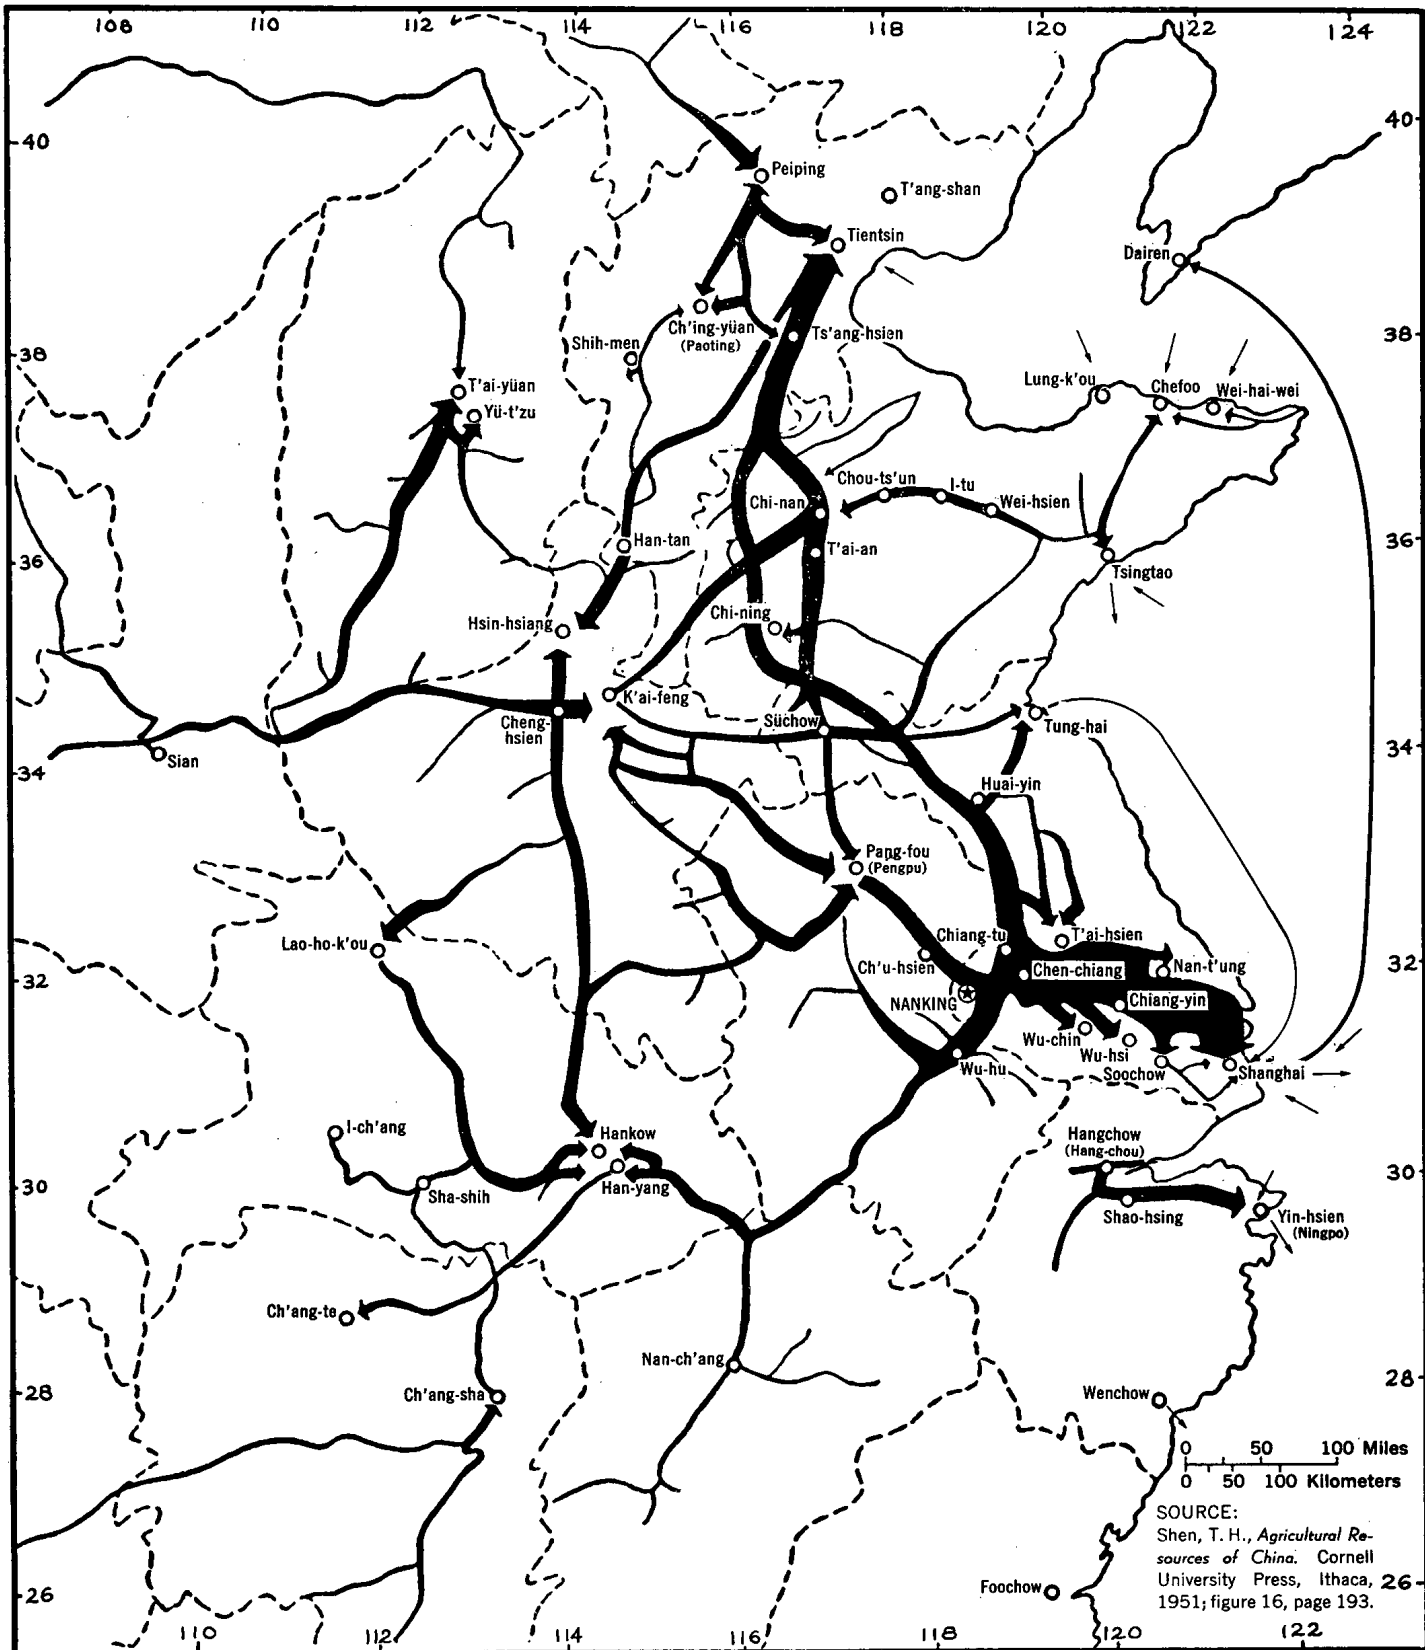 108 110 112 114 116 118 120 122 124
40 40
Peiping
T'ang-shan
Tientsin
Dairen
Ch'ing-yüan
(Paoting)
Ts'ang-hsien
38 38
Shih-men
T'ai-yüan
Yü-t'zu
Lung-k'ou
Chefoo
Wei-hai-wei
Chou-ts'un
I-tu
Wei-hsien
Chi-nan
36 36
Han-tan
T'ai-an
Tsingtao
Chi-ning
Hsin-hsiang
K'ai-feng
Cheng-
hsien
Süchow
Tung-hai
Sian
34 34
Huai-yin
Pang-fou
(Pengpu)
Lao-ho-k'ou
Chiang-tu
T'ai-hsien
Ch'u-hsien
Chen-chiang
Nan-t'ung
32 32
NANKING
Chiang-yin
Wu-chin
Wu-hsi
Soochow
Wu-hu
Shanghai
I-ch'ang
Hankow
Hangchow
(Hang-chou)
30 30
Sha-shih
Han-yang
Shao-hsing
Yin-hsien
(Ningpo)
Ch'ang-te
Nan-ch'ang
28 28
Ch'ang-sha
Wenchow
0 50 100 Miles
0 50 100 Kilometers
SOURCE:
Shen, T. H., Agricultural Re-
sources of China. Cornell
University Press, Ithaca,
1951; figure 16, page 193.
26 26
Foochow
110 112 114 116 118 120 122